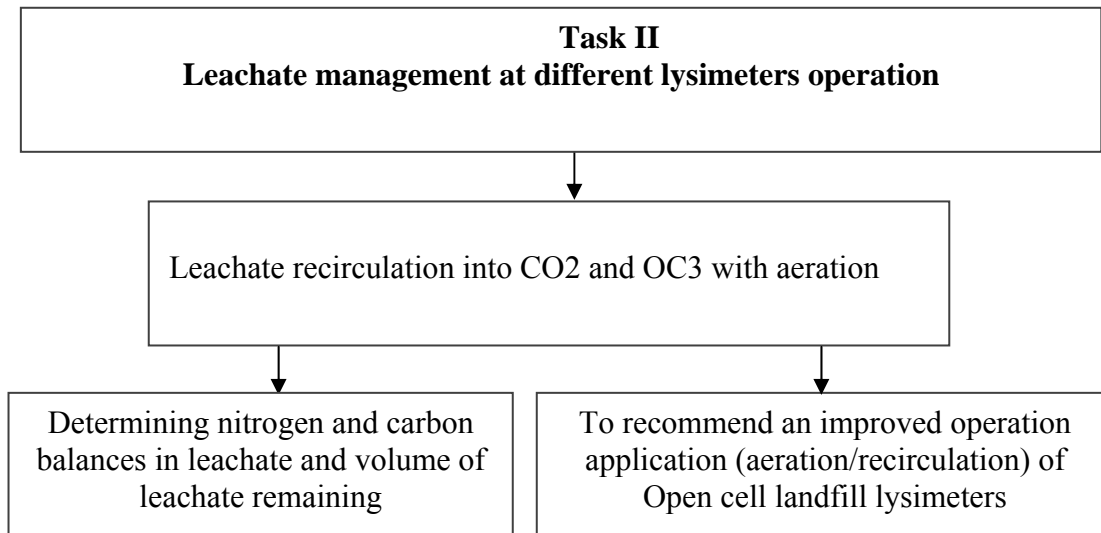 Task II
Leachate management at different lysimeters operation
Leachate recirculation into CO2 and OC3 with aeration
Determining nitrogen and carbon
balances in leachate and volume of
leachate remaining
To recommend an improved operation
application (aeration/recirculation) of
Open cell landfill lysimeters